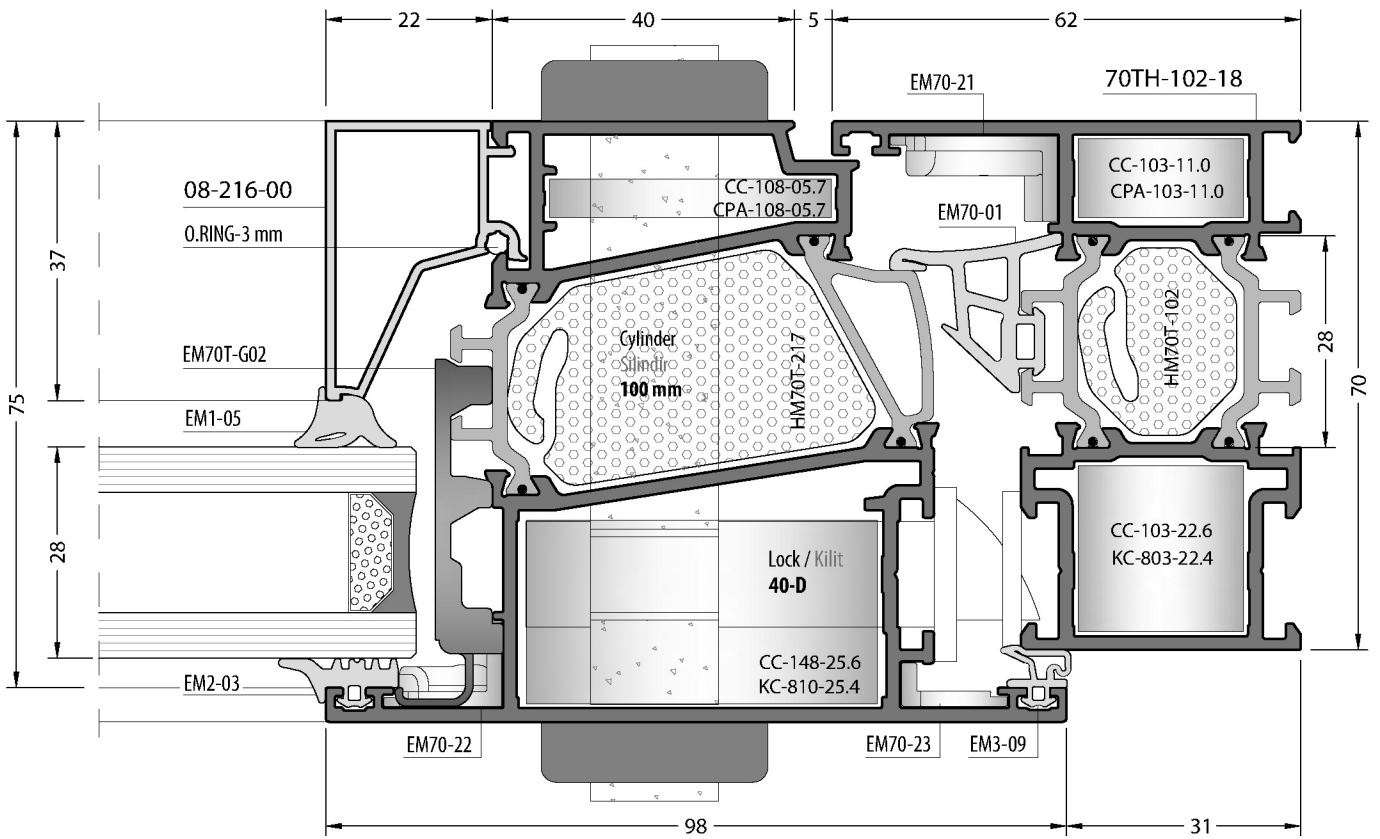 22
40
5
62
EM70-21
70TH-102-18
CC-103-11.0
CPA-103-11.0
CC-108-05.7
CPA-108-05.7
08-216-00
EM70-01
O.RING-3 mm
37
EM70T-G02
Cylinder
Silindir
100 mm
HM70T-217
HM70T-102
28
70
75
EM1-05
28
Lock / Kilit
40-D
CC-103-22.6
KC-803-22.4
CC-148-25.6
KC-810-25.4
EM2-03
EM70-22
EM70-23
EM3-09
98
31